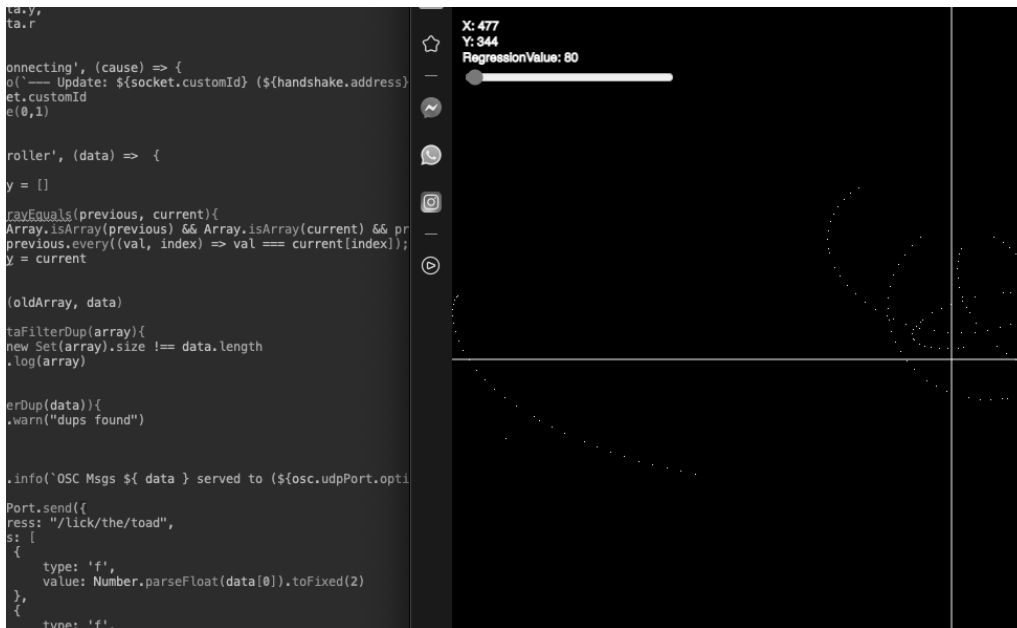 ta.y,
ta.r
onnecting', (cause) => {
o(`——— Update: ${socket.customId} (${handshake.address}
et.customId
e(0,1)
roller', (data) => {
y = []
rayEquals(previous, current){
Array.isArray(previous) && Array.isArray(current) && pr
previous.every((val, index) => val === current[index]);
y = current
(oldArray, data)
taFilterDup(array){
new Set(array).size !== data.length
.log(array)
erDup(data)){
.warn("dups found")
.info(`OSC Msgs ${ data } served to (${osc.udpPort.opti
Port.send({
ress: "/lick/the/toad",
s: [
{
type: 'f',
value: Number.parseFloat(data[0]).toFixed(2)
},
{
type: 'f',
X: 477
Y: 344
RegressionValue: 80